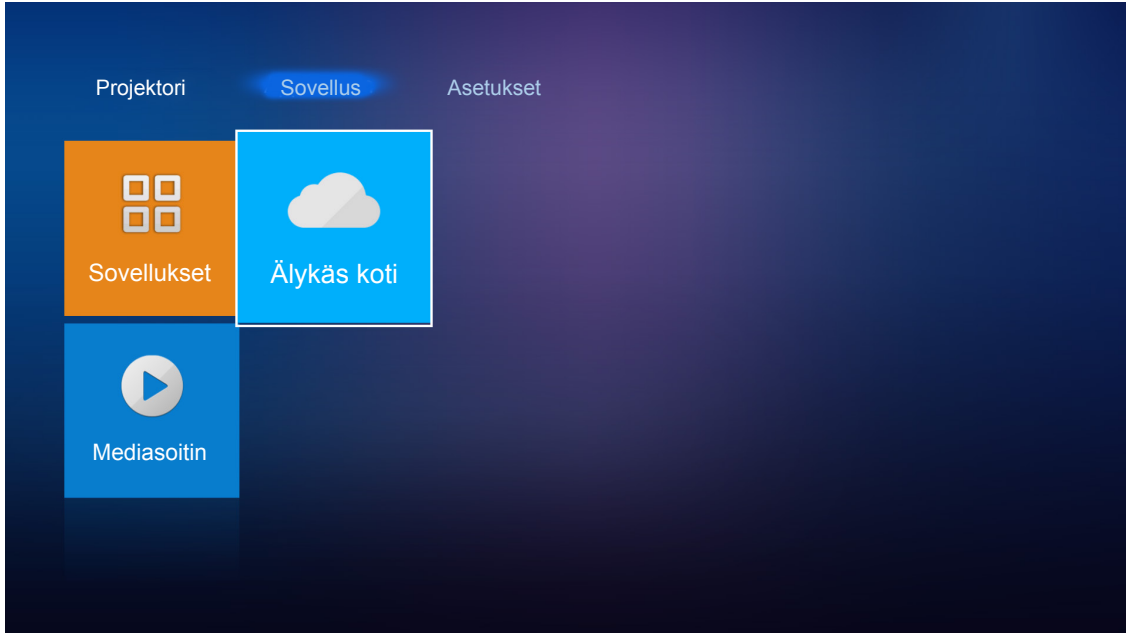 Projektori
Sovellus
Asetukset
Sovellukset
Älykäs koti
Mediasoitin